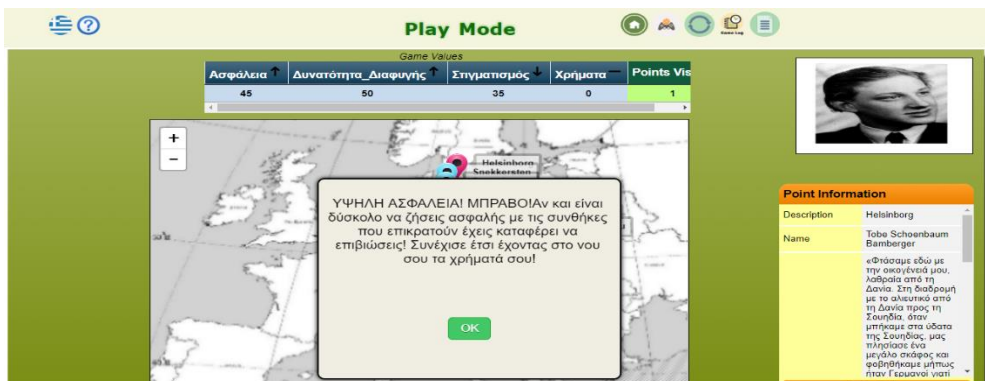 Play Mode
Game Log
Game Values
Ασφάλεια Δυνατότητα_Διαφυγής Στιγματισμός Χρήματα Points Vis
45 50 35 0 1
+
−
Helsinborg
Snekkersten
ΥΨΗΛΗ ΑΣΦΑΛΕΙΑ! ΜΠΡΑΒΟ!Αν και είναι
δύσκολο να ζήσεις ασφαλής με τις συνθήκες
που επικρατούν έχεις καταφέρει να
επιβιώσεις! Συνέχισε έτσι έχοντας στο νου
σου τα χρήματά σου!
OK
Point Information
Description Helsinborg
Name Tobe Schoenbaum
Bamberger
«Φτάσαμε εδώ με
την οικογένειά μου,
λαθραία από τη
Δανία. Στη διαδρομή
με το αλιευτικό από
τη Δανία προς τη
Σουηδία, όταν
μπήκαμε στα ύδατα
της Σουηδίας, μας
πλησίασε ένα
μεγάλο σκάφος και
φοβηθήκαμε μήπως
ήταν Γερμανοί γιατί